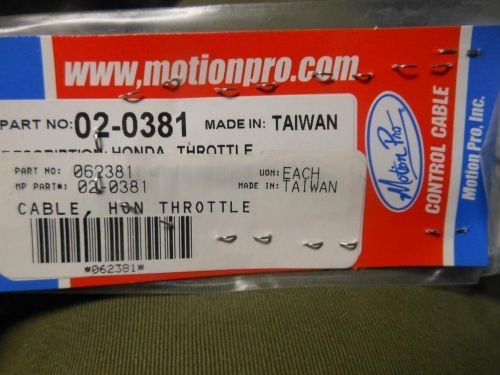 www.motionpro.com
PART NO: 02-0381 MADE IN: TAIWAN
DESCRIPTION HONDA THROTTLE
PART NO: 062381 UOM: EACH
MP PART#: 02-0381 MADE IN: TAIWAN
CABLE, HON THROTTLE
*062381*
Motion Pro
CONTROL CABLE
Motion Pro, Inc.